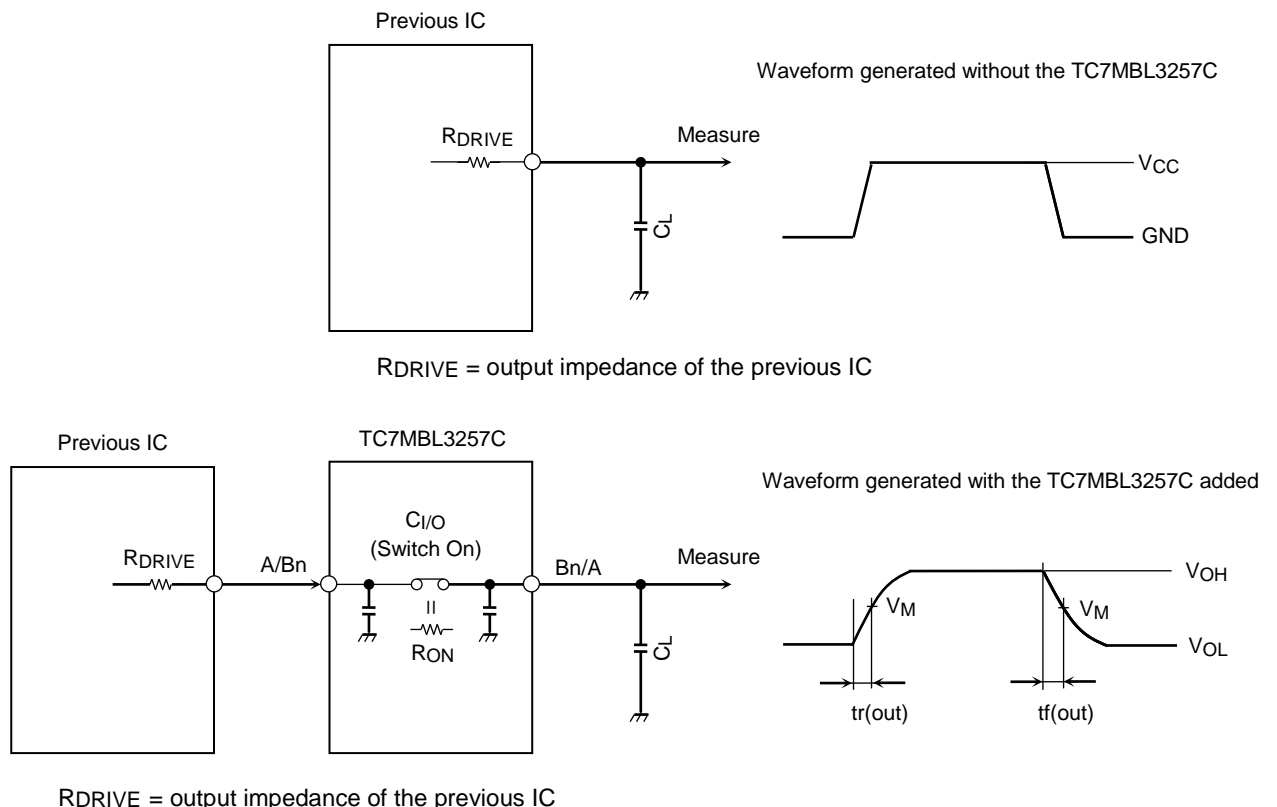 Previous IC
Waveform generated without the TC7MBL3257C
RDRIVE
Measure
CL
VCC
GND
RDRIVE = output impedance of the previous IC
Previous IC
TC7MBL3257C
Waveform generated with the TC7MBL3257C added
CI/O
(Switch On)
RDRIVE
A/Bn
Bn/A
Measure
RON
CL
VOH
VM
VM
VOL
tr(out)
tf(out)
RDRIVE = output impedance of the previous IC